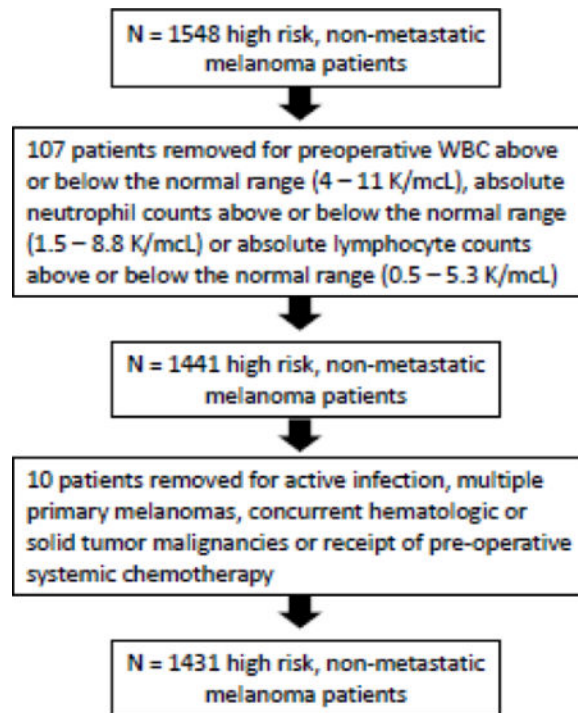 N = 1548 high risk, non-metastatic
melanoma patients
107 patients removed for preoperative WBC above
or below the normal range (4 – 11 K/mcL), absolute
neutrophil counts above or below the normal range
(1.5 – 8.8 K/mcL) or absolute lymphocyte counts
above or below the normal range (0.5 – 5.3 K/mcL)
N = 1441 high risk, non-metastatic
melanoma patients
10 patients removed for active infection, multiple
primary melanomas, concurrent hematologic or
solid tumor malignancies or receipt of pre-operative
systemic chemotherapy
N = 1431 high risk, non-metastatic
melanoma patients